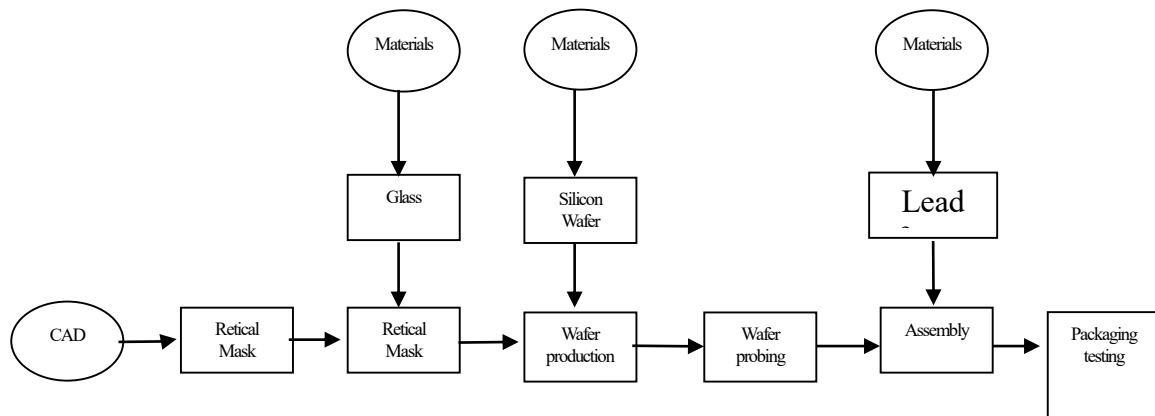 Materials
Materials
Materials
Glass
Silicon
Wafer
Lead
CAD
Retical
Mask
Retical
Mask
Wafer
production
Wafer
probing
Assembly
Packaging
testing